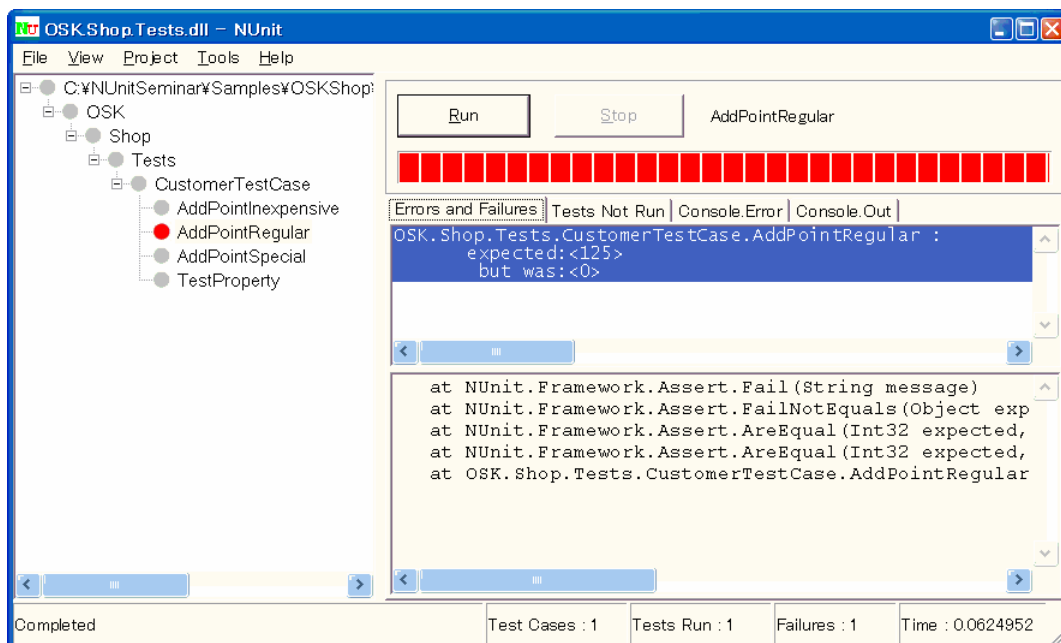 OSK.Shop.Tests.dll - NUnit
File View Project Tools Help
C:¥NUnitSeminar¥Samples¥OSKShop¥
OSK
Shop
Tests
CustomerTestCase
AddPointInexpensive
AddPointRegular
AddPointSpecial
TestProperty
Run Stop AddPointRegular
Errors and Failures Tests Not Run Console.Error Console.Out
OSK.Shop.Tests.CustomerTestCase.AddPointRegular :
expected:<125>
but was:<0>
at NUnit.Framework.Assert.Fail(String message)
at NUnit.Framework.Assert.FailNotEquals(Object exp
at NUnit.Framework.Assert.AreEqual(Int32 expected,
at NUnit.Framework.Assert.AreEqual(Int32 expected,
at OSK.Shop.Tests.CustomerTestCase.AddPointRegular
Completed Test Cases : 1 Tests Run : 1 Failures : 1 Time : 0.0624952